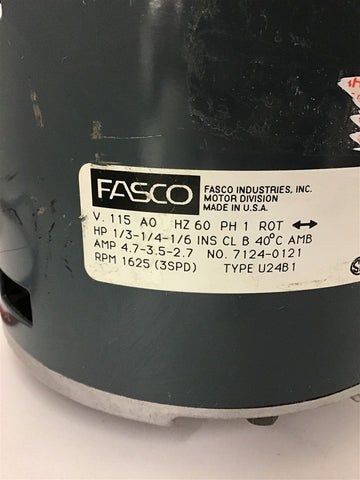 FASCO
FASCO INDUSTRIES, INC.
MOTOR DIVISION
MADE IN U.S.A.
V. 115 AO HZ 60 PH 1 ROT ↔
HP 1/3-1/4-1/6 INS CL B 40°C AMB
AMP 4.7-3.5-2.7 NO. 7124-0121
RPM 1625 (3SPD) TYPE U24B1